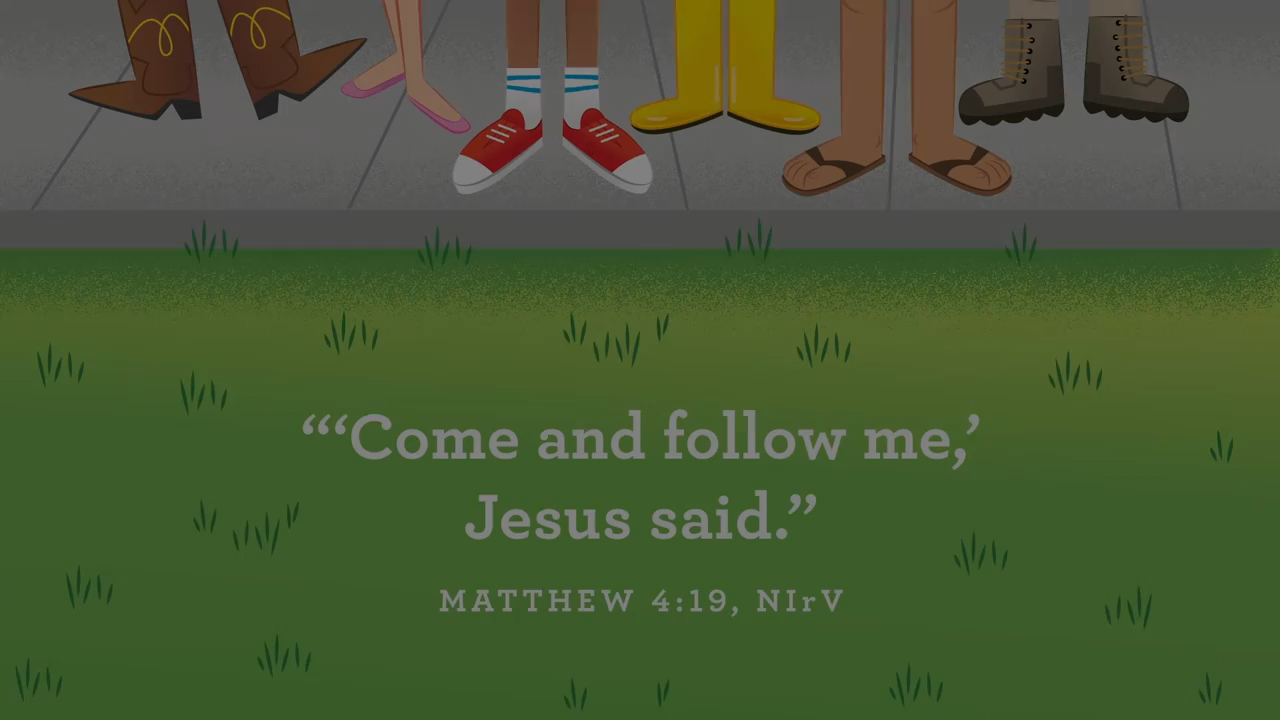 “‘Come and follow me,’
Jesus said.”
MATTHEW 4:19, NIrV